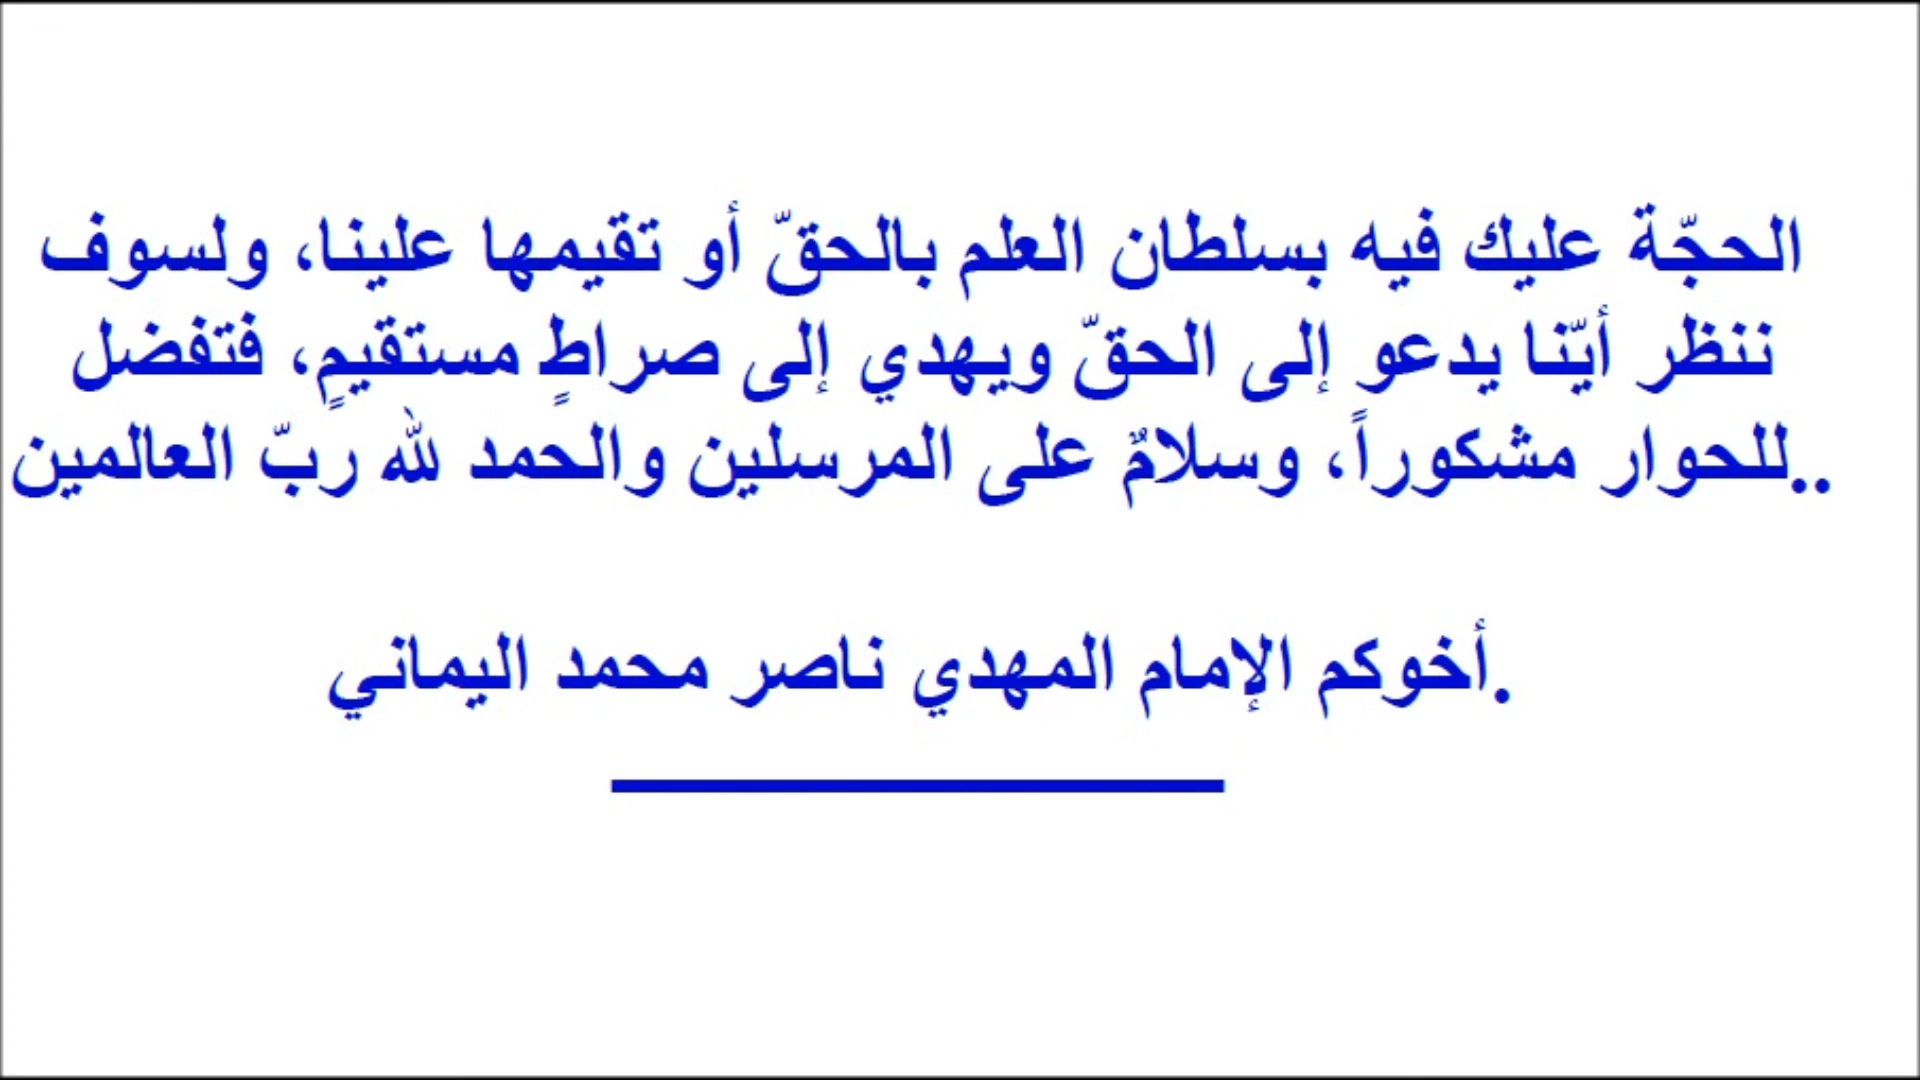 الحجّة عليك فيه بسلطان العلم بالحقّ أو تقيمها علينا، ولسوف
ننظر أيّنا يدعو إلى الحقّ ويهدي إلى صراطٍ مستقيمٍ، فتفضل
..للحوار مشكوراً، وسلامٌ على المرسلين والحمد لله ربّ العالمين
.أخوكم الإمام المهدي ناصر محمد اليماني